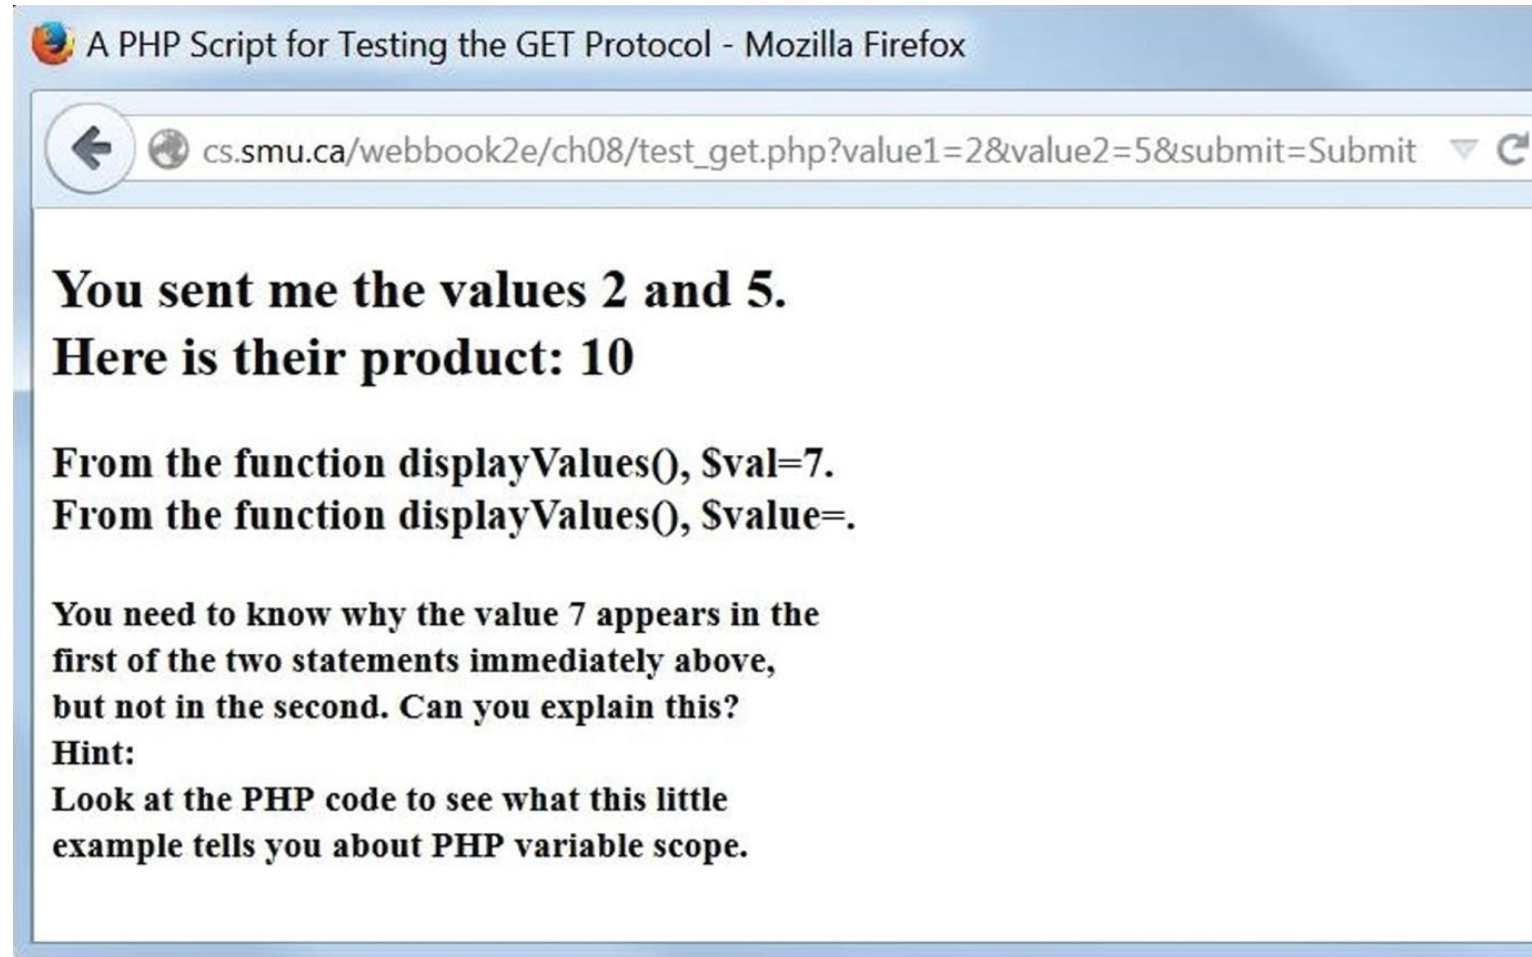 A PHP Script for Testing the GET Protocol - Mozilla Firefox
cs.smu.ca/webbook2e/ch08/test_get.php?value1=2&value2=5&submit=Submit
You sent me the values 2 and 5.
Here is their product: 10
From the function displayValues(), $val=7.
From the function displayValues(), $value=.
You need to know why the value 7 appears in the
first of the two statements immediately above,
but not in the second. Can you explain this?
Hint:
Look at the PHP code to see what this little
example tells you about PHP variable scope.